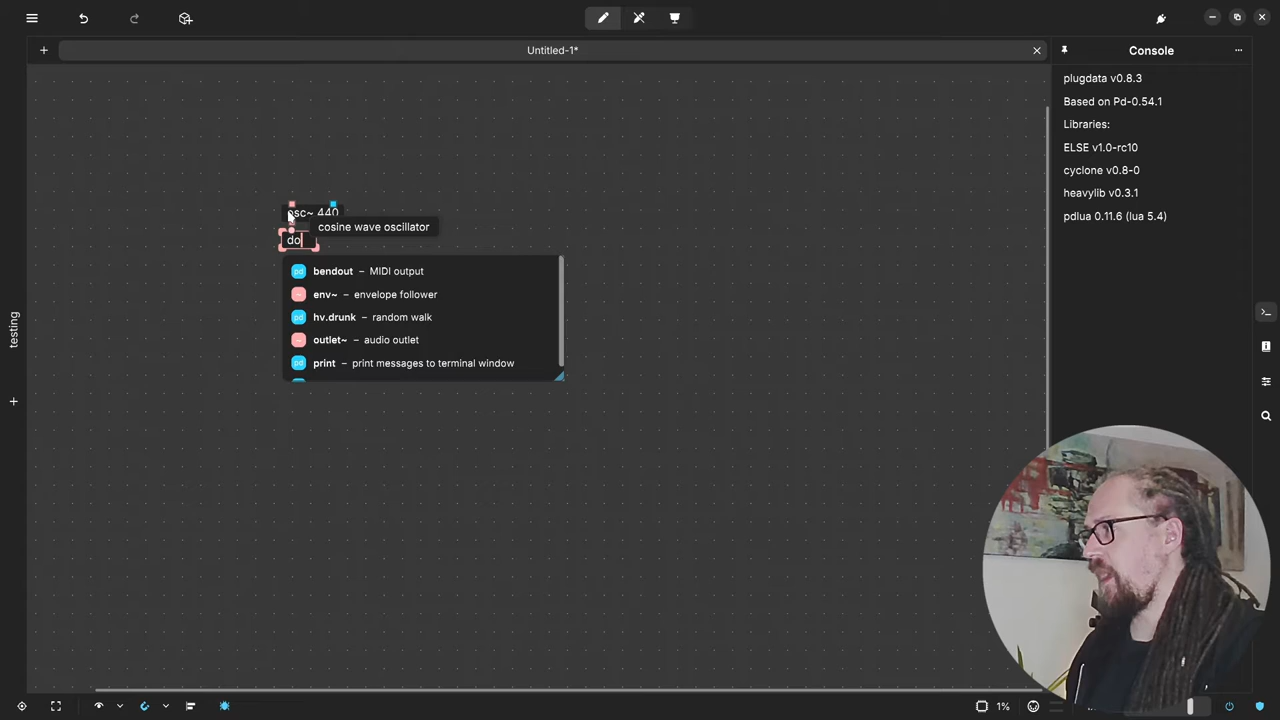 Untitled-1*
Console
plugdata v0.8.3
Based on Pd-0.54.1
Libraries:
ELSE v1.0-rc10
cyclone v0.8-0
heavylib v0.3.1
pdlua 0.11.6 (lua 5.4)
osc~ 440
cosine wave oscillator
do
pd bendout – MIDI output
~ env~ – envelope follower
pd hv.drunk – random walk
~ outlet~ – audio outlet
pd print – print messages to terminal window
testing
1%